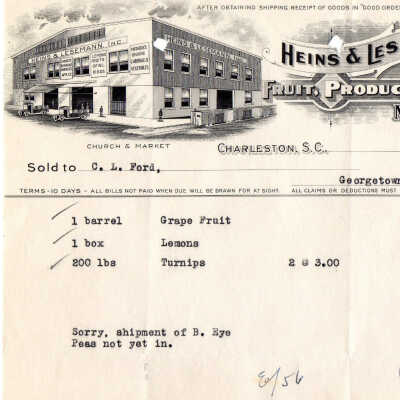 AFTER OBTAINING SHIPPING RECEIPT OF GOODS IN "GOOD ORDER
HEINS & LESEMANN, INC.
HEINS & LESEMANN, INC.
HEINS & LES
FRUIT, PRODUC
CHURCH & MARKET
CHARLESTON, S.C.
Sold to C. L. Ford,
Georgetown
TERMS-10 DAYS - ALL BILLS NOT PAID WHEN DUE WILL BE DRAWN FOR AT SIGHT. ALL CLAIMS OR DEDUCTIONS MUST
1 barrel Grape Fruit
1 box Lemons
200 lbs Turnips 2 @ 3.00
Sorry, shipment of B. Eye
Peas not yet in.